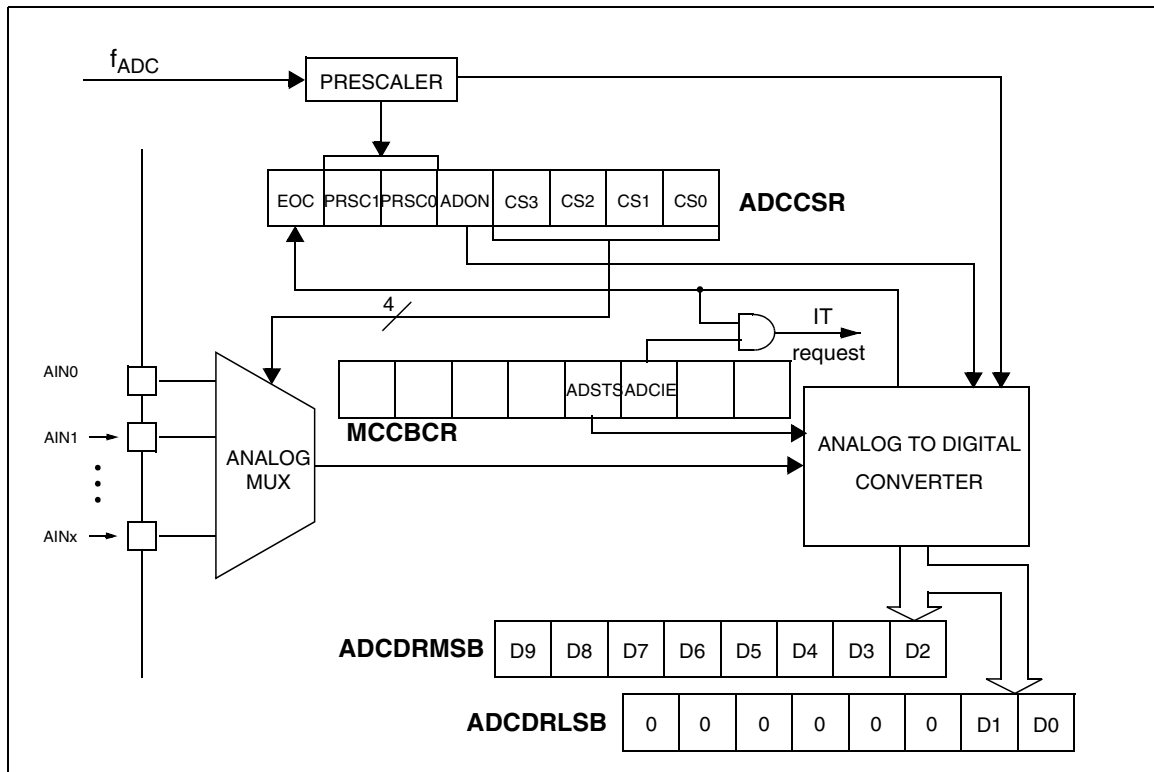 fADC
PRESCALER
EOC PRSC1 PRSC0 ADON CS3 CS2 CS1 CS0 ADCCSR
4
IT
request
AIN0
ADSTS ADCIE
MCCBCR
AIN1
ANALOG
MUX
ANALOG TO DIGITAL
CONVERTER
AINx
ADCDRMSB D9 D8 D7 D6 D5 D4 D3 D2
ADCDRLSB 0 0 0 0 0 0 D1 D0